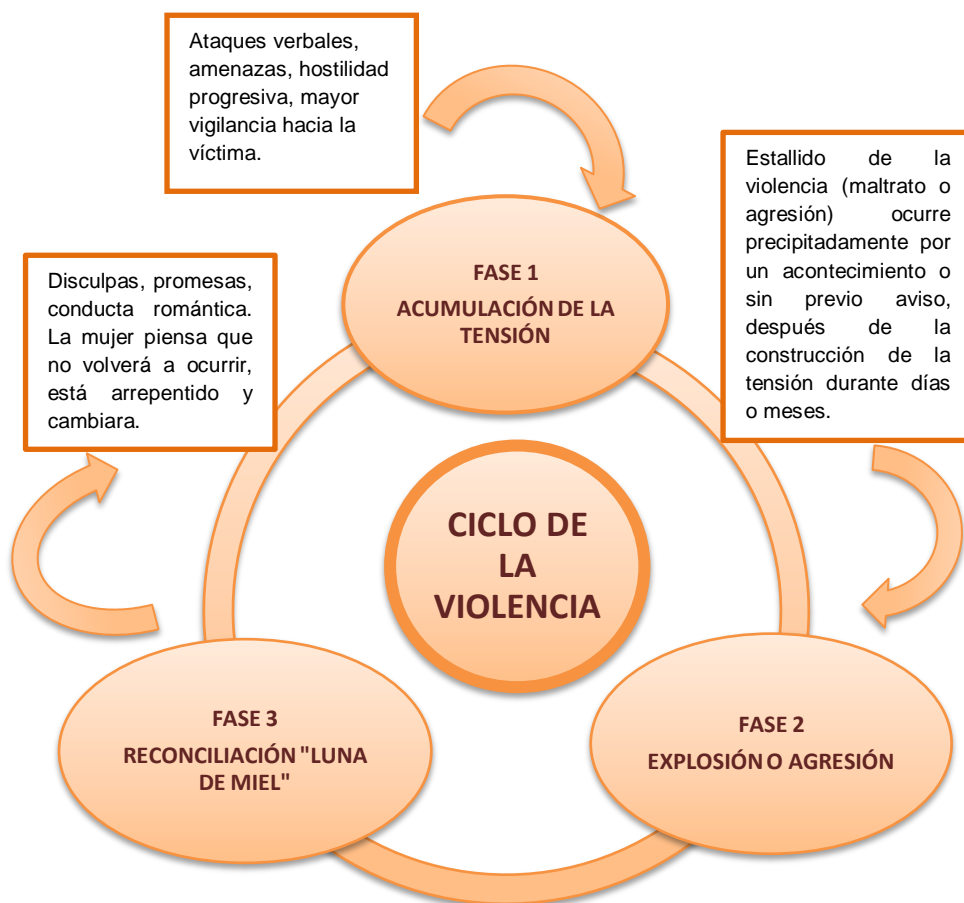 Ataques verbales,
amenazas, hostilidad
progresiva, mayor
vigilancia hacia la
víctima.
FASE 1
ACUMULACIÓN DE LA
TENSIÓN
Estallido de la
violencia (maltrato o
agresión) ocurre
precipitadamente por
un acontecimiento o
sin previo aviso,
después de la
construcción de la
tensión durante días
o meses.
Disculpas, promesas,
conducta romántica.
La mujer piensa que
no volverá a ocurrir,
está arrepentido y
cambiara.
CICLO DE
LA
VIOLENCIA
FASE 3
RECONCILIACIÓN "LUNA
DE MIEL"
FASE 2
EXPLOSIÓN O AGRESIÓN